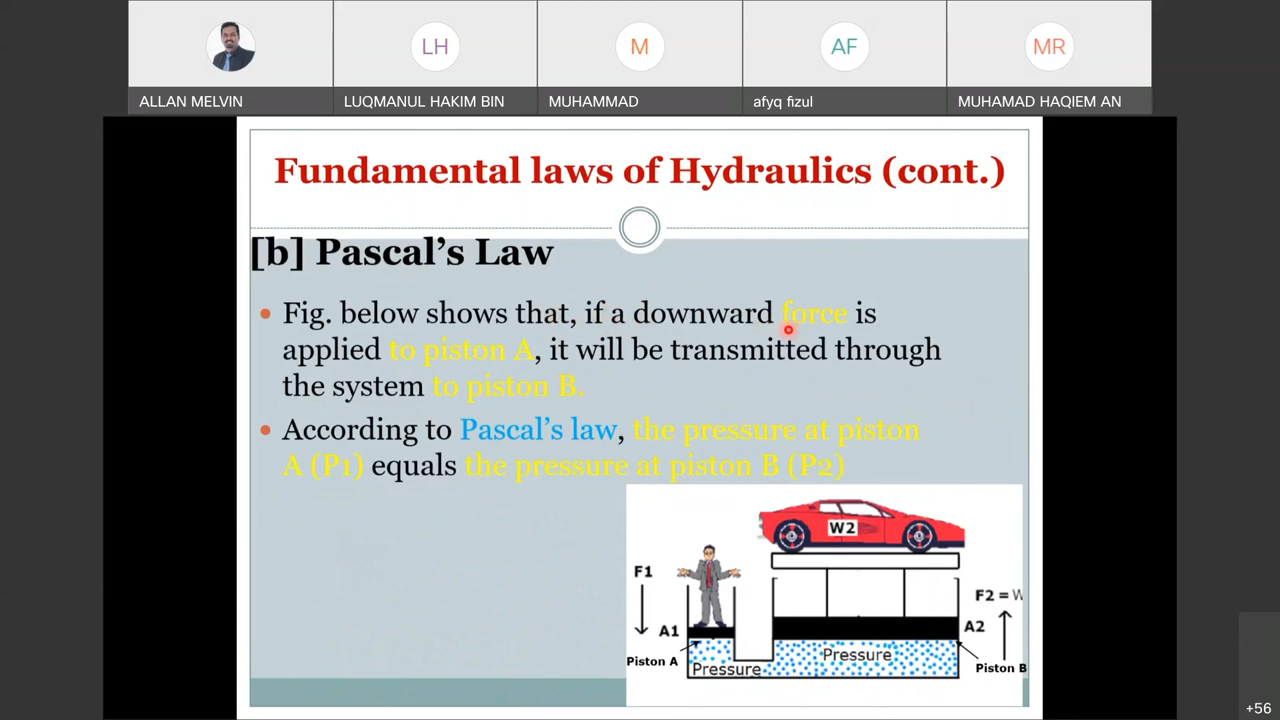 ALLAN MELVIN
LH
LUQMANUL HAKIM BIN
M
MUHAMMAD
AF
afyq fizul
MR
MUHAMAD HAQIEM AN
Fundamental laws of Hydraulics (cont.)
[b] Pascal's Law
• Fig. below shows that, if a downward force is
applied to piston A, it will be transmitted through
the system to piston B.
• According to Pascal's law, the pressure at piston
A (P1) equals the pressure at piston B (P2)
W2
F1
F2 = W
A1
A2
Piston A
Pressure
Pressure
Piston B
+56